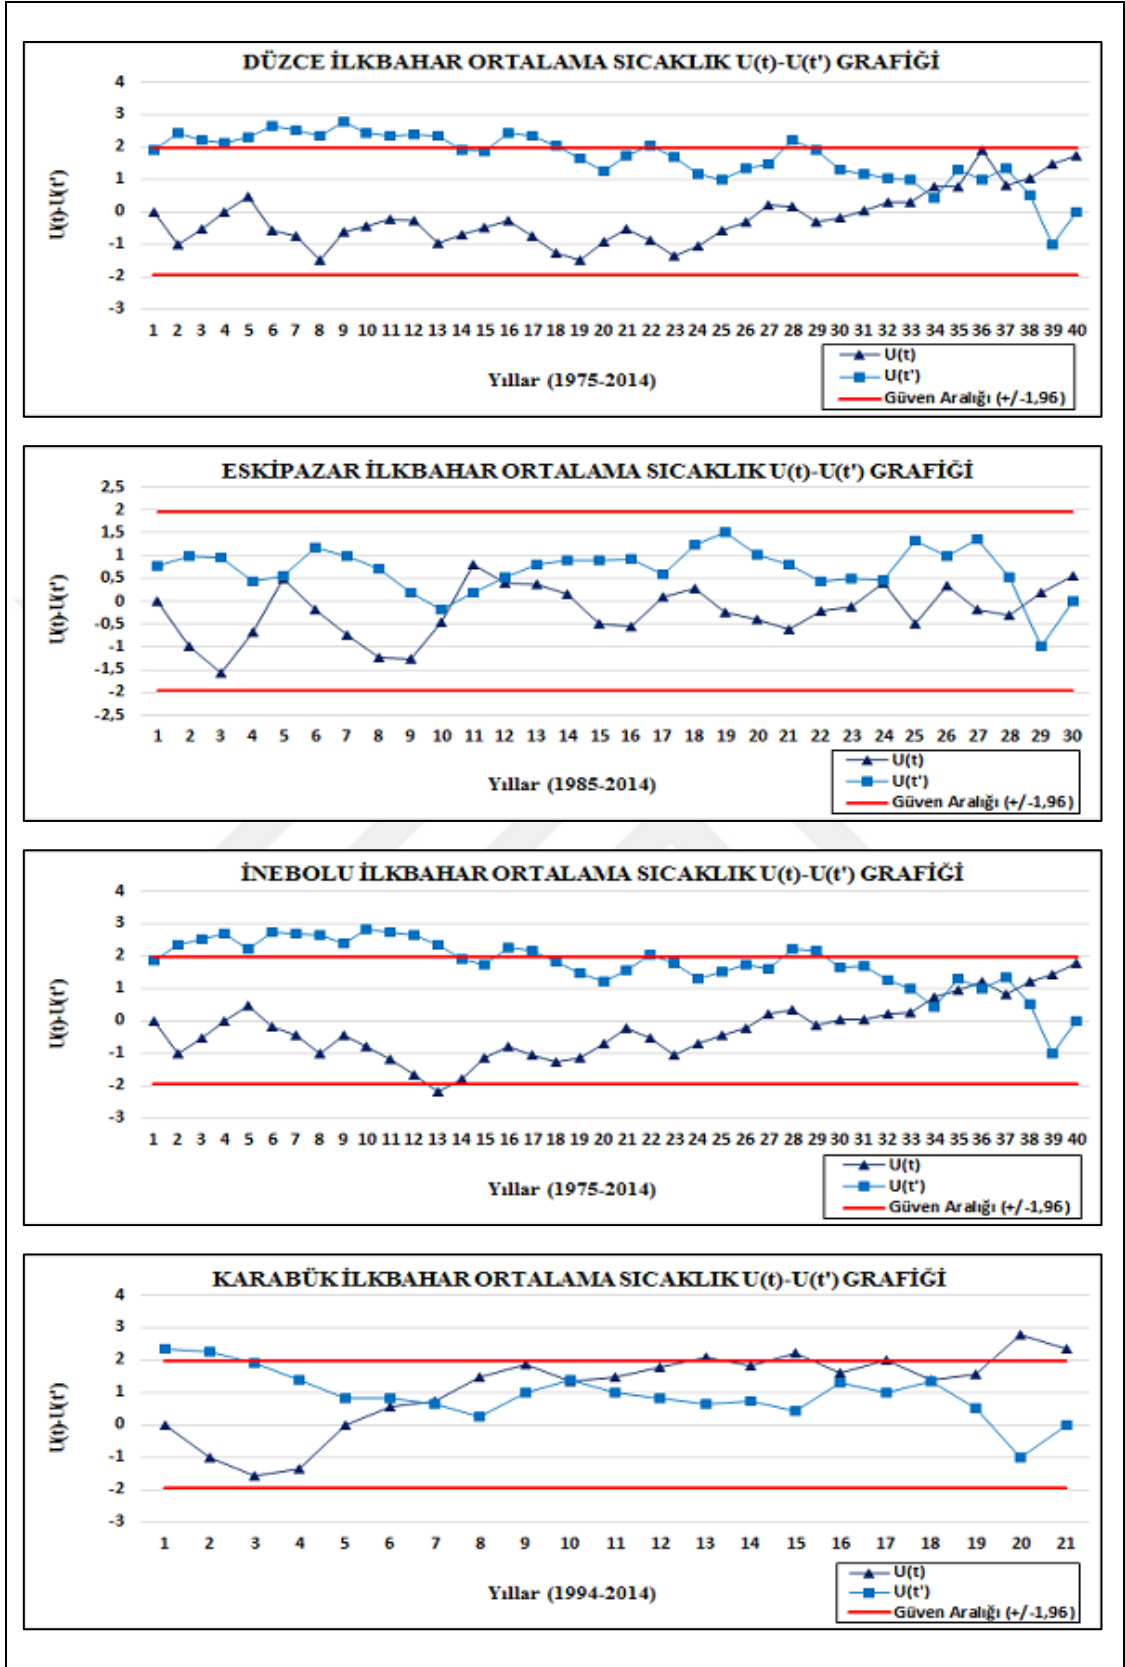 DÜZCE İLKBAHAR ORTALAMA SICAKLIK U(t)-U(t') GRAFİĞİ
4
3
2
1
0
-1
-2
-3
U(t)-U(t')
1 2 3 4 5 6 7 8 9 10 11 12 13 14 15 16 17 18 19 20 21 22 23 24 25 26 27 28 29 30 31 32 33 34 35 36 37 38 39 40
Yıllar (1975-2014)
U(t)
U(t')
Güven Aralığı (+/-1,96)
ESKİPAZAR İLKBAHAR ORTALAMA SICAKLIK U(t)-U(t') GRAFİĞİ
2,5
2
1,5
1
0,5
0
-0,5
-1
-1,5
-2
-2,5
U(t)-U(t')
1 2 3 4 5 6 7 8 9 10 11 12 13 14 15 16 17 18 19 20 21 22 23 24 25 26 27 28 29 30
Yıllar (1985-2014)
U(t)
U(t')
Güven Aralığı (+/-1,96)
İNEBOLU İLKBAHAR ORTALAMA SICAKLIK U(t)-U(t') GRAFİĞİ
4
3
2
1
0
-1
-2
-3
U(t)-U(t')
1 2 3 4 5 6 7 8 9 10 11 12 13 14 15 16 17 18 19 20 21 22 23 24 25 26 27 28 29 30 31 32 33 34 35 36 37 38 39 40
Yıllar (1975-2014)
U(t)
U(t')
Güven Aralığı (+/-1,96)
KARABÜK İLKBAHAR ORTALAMA SICAKLIK U(t)-U(t') GRAFİĞİ
4
3
2
1
0
-1
-2
-3
U(t)-U(t')
1 2 3 4 5 6 7 8 9 10 11 12 13 14 15 16 17 18 19 20 21
Yıllar (1994-2014)
U(t)
U(t')
Güven Aralığı (+/-1,96)